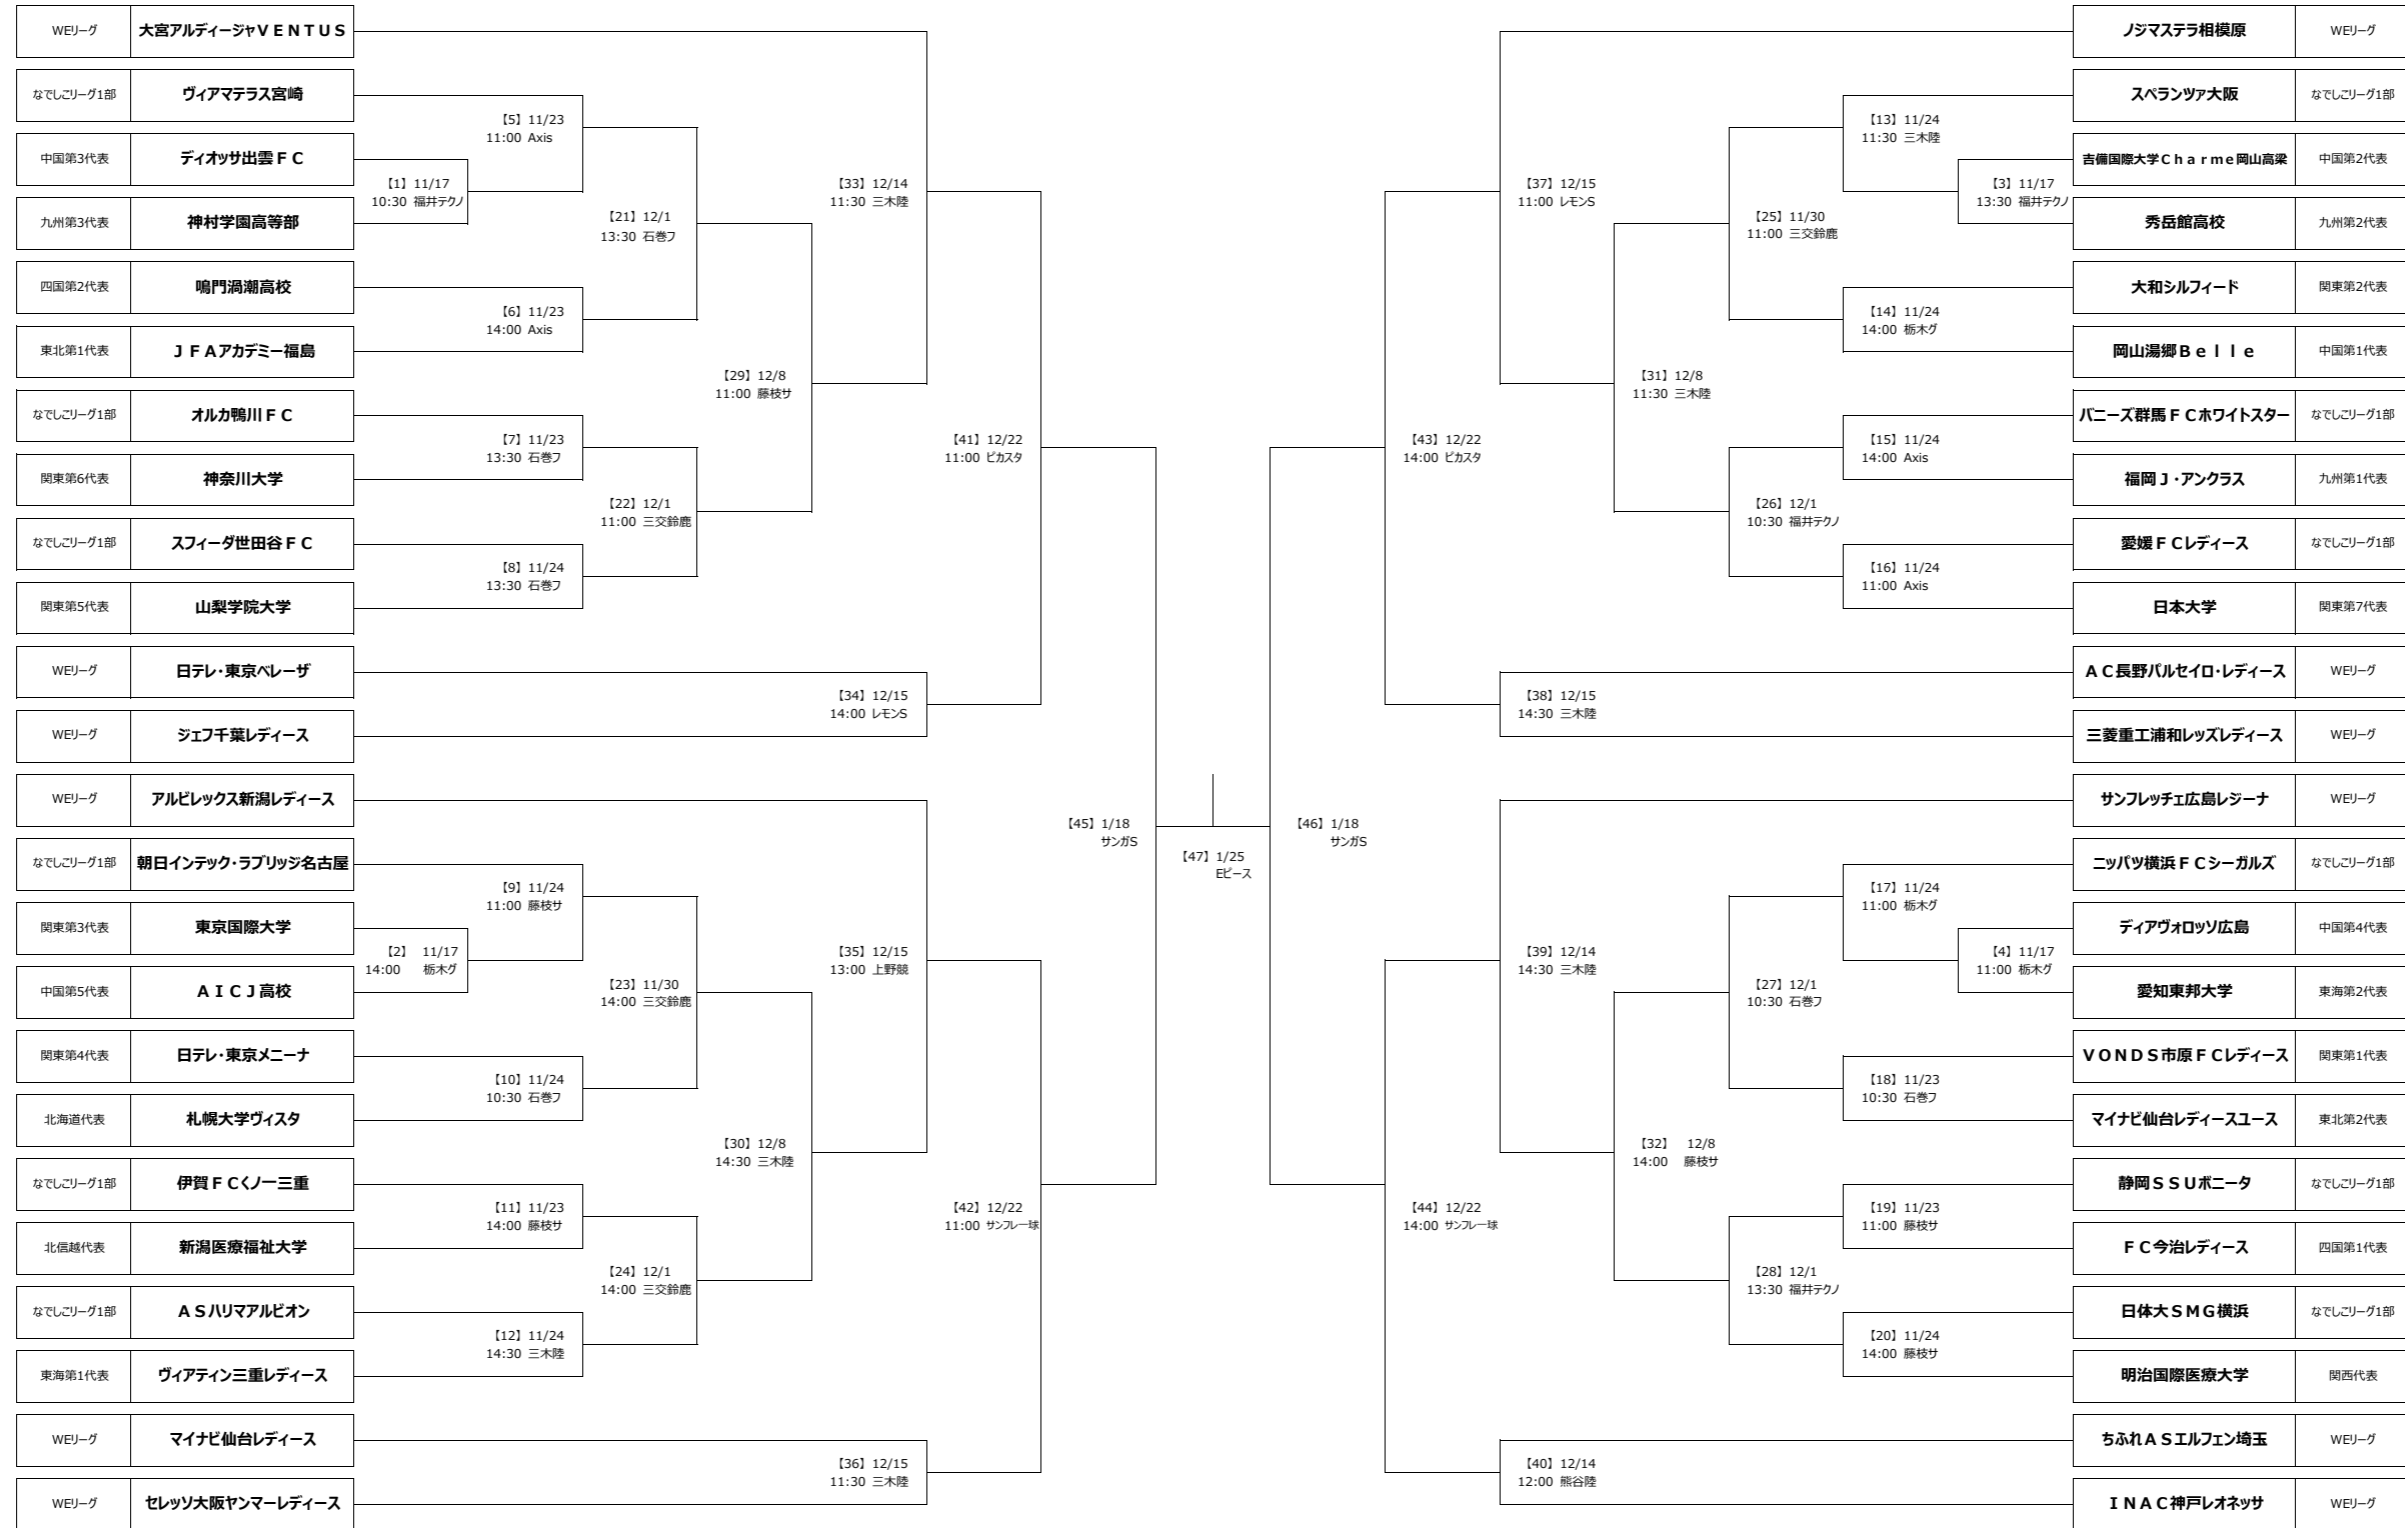 WEリーグ 大宮アルディージャＶＥＮＴＵＳ
なでしこリーグ1部 ヴィアマテラス宮崎
中国第3代表 ディオッサ出雲ＦＣ
九州第3代表 神村学園高等部
四国第2代表 鳴門渦潮高校
東北第1代表 ＪＦＡアカデミー福島
なでしこリーグ1部 オルカ鴨川ＦＣ
関東第6代表 神奈川大学
なでしこリーグ1部 スフィーダ世田谷ＦＣ
関東第5代表 山梨学院大学
WEリーグ 日テレ・東京ベレーザ
WEリーグ ジェフ千葉レディース
WEリーグ アルビレックス新潟レディース
なでしこリーグ1部 朝日インテック・ラブリッジ名古屋
関東第3代表 東京国際大学
中国第5代表 ＡＩＣＪ高校
関東第4代表 日テレ・東京メニーナ
北海道代表 札幌大学ヴィスタ
なでしこリーグ1部 伊賀ＦＣくノ一三重
北信越代表 新潟医療福祉大学
なでしこリーグ1部 ＡＳハリマアルビオン
東海第1代表 ヴィアティン三重レディース
WEリーグ マイナビ仙台レディース
WEリーグ セレッソ大阪ヤンマーレディース
【1】11/17
10:30 福井テクノ
【2】 11/17
14:00 栃木グ
【5】11/23
11:00 Axis
【6】11/23
14:00 Axis
【7】11/23
13:30 石巻フ
【8】11/24
13:30 石巻フ
【9】11/24
11:00 藤枝サ
【10】11/24
10:30 石巻フ
【11】11/23
14:00 藤枝サ
【12】11/24
14:30 三木陸
【21】12/1
13:30 石巻フ
【22】12/1
11:00 三交鈴鹿
【23】11/30
14:00 三交鈴鹿
【24】12/1
14:00 三交鈴鹿
【29】12/8
11:00 藤枝サ
【30】12/8
14:30 三木陸
【33】12/14
11:30 三木陸
【34】12/15
14:00 レモンS
【35】12/15
13:00 上野競
【36】12/15
11:30 三木陸
【41】12/22
11:00 ピカスタ
【42】12/22
11:00 サンフレ一球
【45】1/18
サンガS
【47】1/25
Eピース
【46】1/18
サンガS
【43】12/22
14:00 ピカスタ
【44】12/22
14:00 サンフレ一球
【37】12/15
11:00 レモンS
【38】12/15
14:30 三木陸
【39】12/14
14:30 三木陸
【40】12/14
12:00 熊谷陸
【31】12/8
11:30 三木陸
【32】 12/8
14:00 藤枝サ
【25】11/30
11:00 三交鈴鹿
【26】12/1
10:30 福井テクノ
【27】12/1
10:30 石巻フ
【28】12/1
13:30 福井テクノ
【13】11/24
11:30 三木陸
【14】11/24
14:00 栃木グ
【15】11/24
14:00 Axis
【16】11/24
11:00 Axis
【17】11/24
11:00 栃木グ
【18】11/23
10:30 石巻フ
【19】11/23
11:00 藤枝サ
【20】11/24
14:00 藤枝サ
【3】11/17
13:30 福井テクノ
【4】11/17
11:00 栃木グ
ノジマステラ相模原 WEリーグ
スペランツァ大阪 なでしこリーグ1部
吉備国際大学Ｃｈａｒｍｅ岡山高梁 中国第2代表
秀岳館高校 九州第2代表
大和シルフィード 関東第2代表
岡山湯郷Ｂｅｌｌｅ 中国第1代表
バニーズ群馬ＦＣホワイトスター なでしこリーグ1部
福岡Ｊ・アンクラス 九州第1代表
愛媛ＦＣレディース なでしこリーグ1部
日本大学 関東第7代表
ＡＣ長野パルセイロ・レディース WEリーグ
三菱重工浦和レッズレディース WEリーグ
サンフレッチェ広島レジーナ WEリーグ
ニッパツ横浜ＦＣシーガルズ なでしこリーグ1部
ディアヴォロッソ広島 中国第4代表
愛知東邦大学 東海第2代表
ＶＯＮＤＳ市原ＦＣレディース 関東第1代表
マイナビ仙台レディースユース 東北第2代表
静岡ＳＳＵボニータ なでしこリーグ1部
ＦＣ今治レディース 四国第1代表
日体大ＳＭＧ横浜 なでしこリーグ1部
明治国際医療大学 関西代表
ちふれＡＳエルフェン埼玉 WEリーグ
ＩＮＡＣ神戸レオネッサ WEリーグ